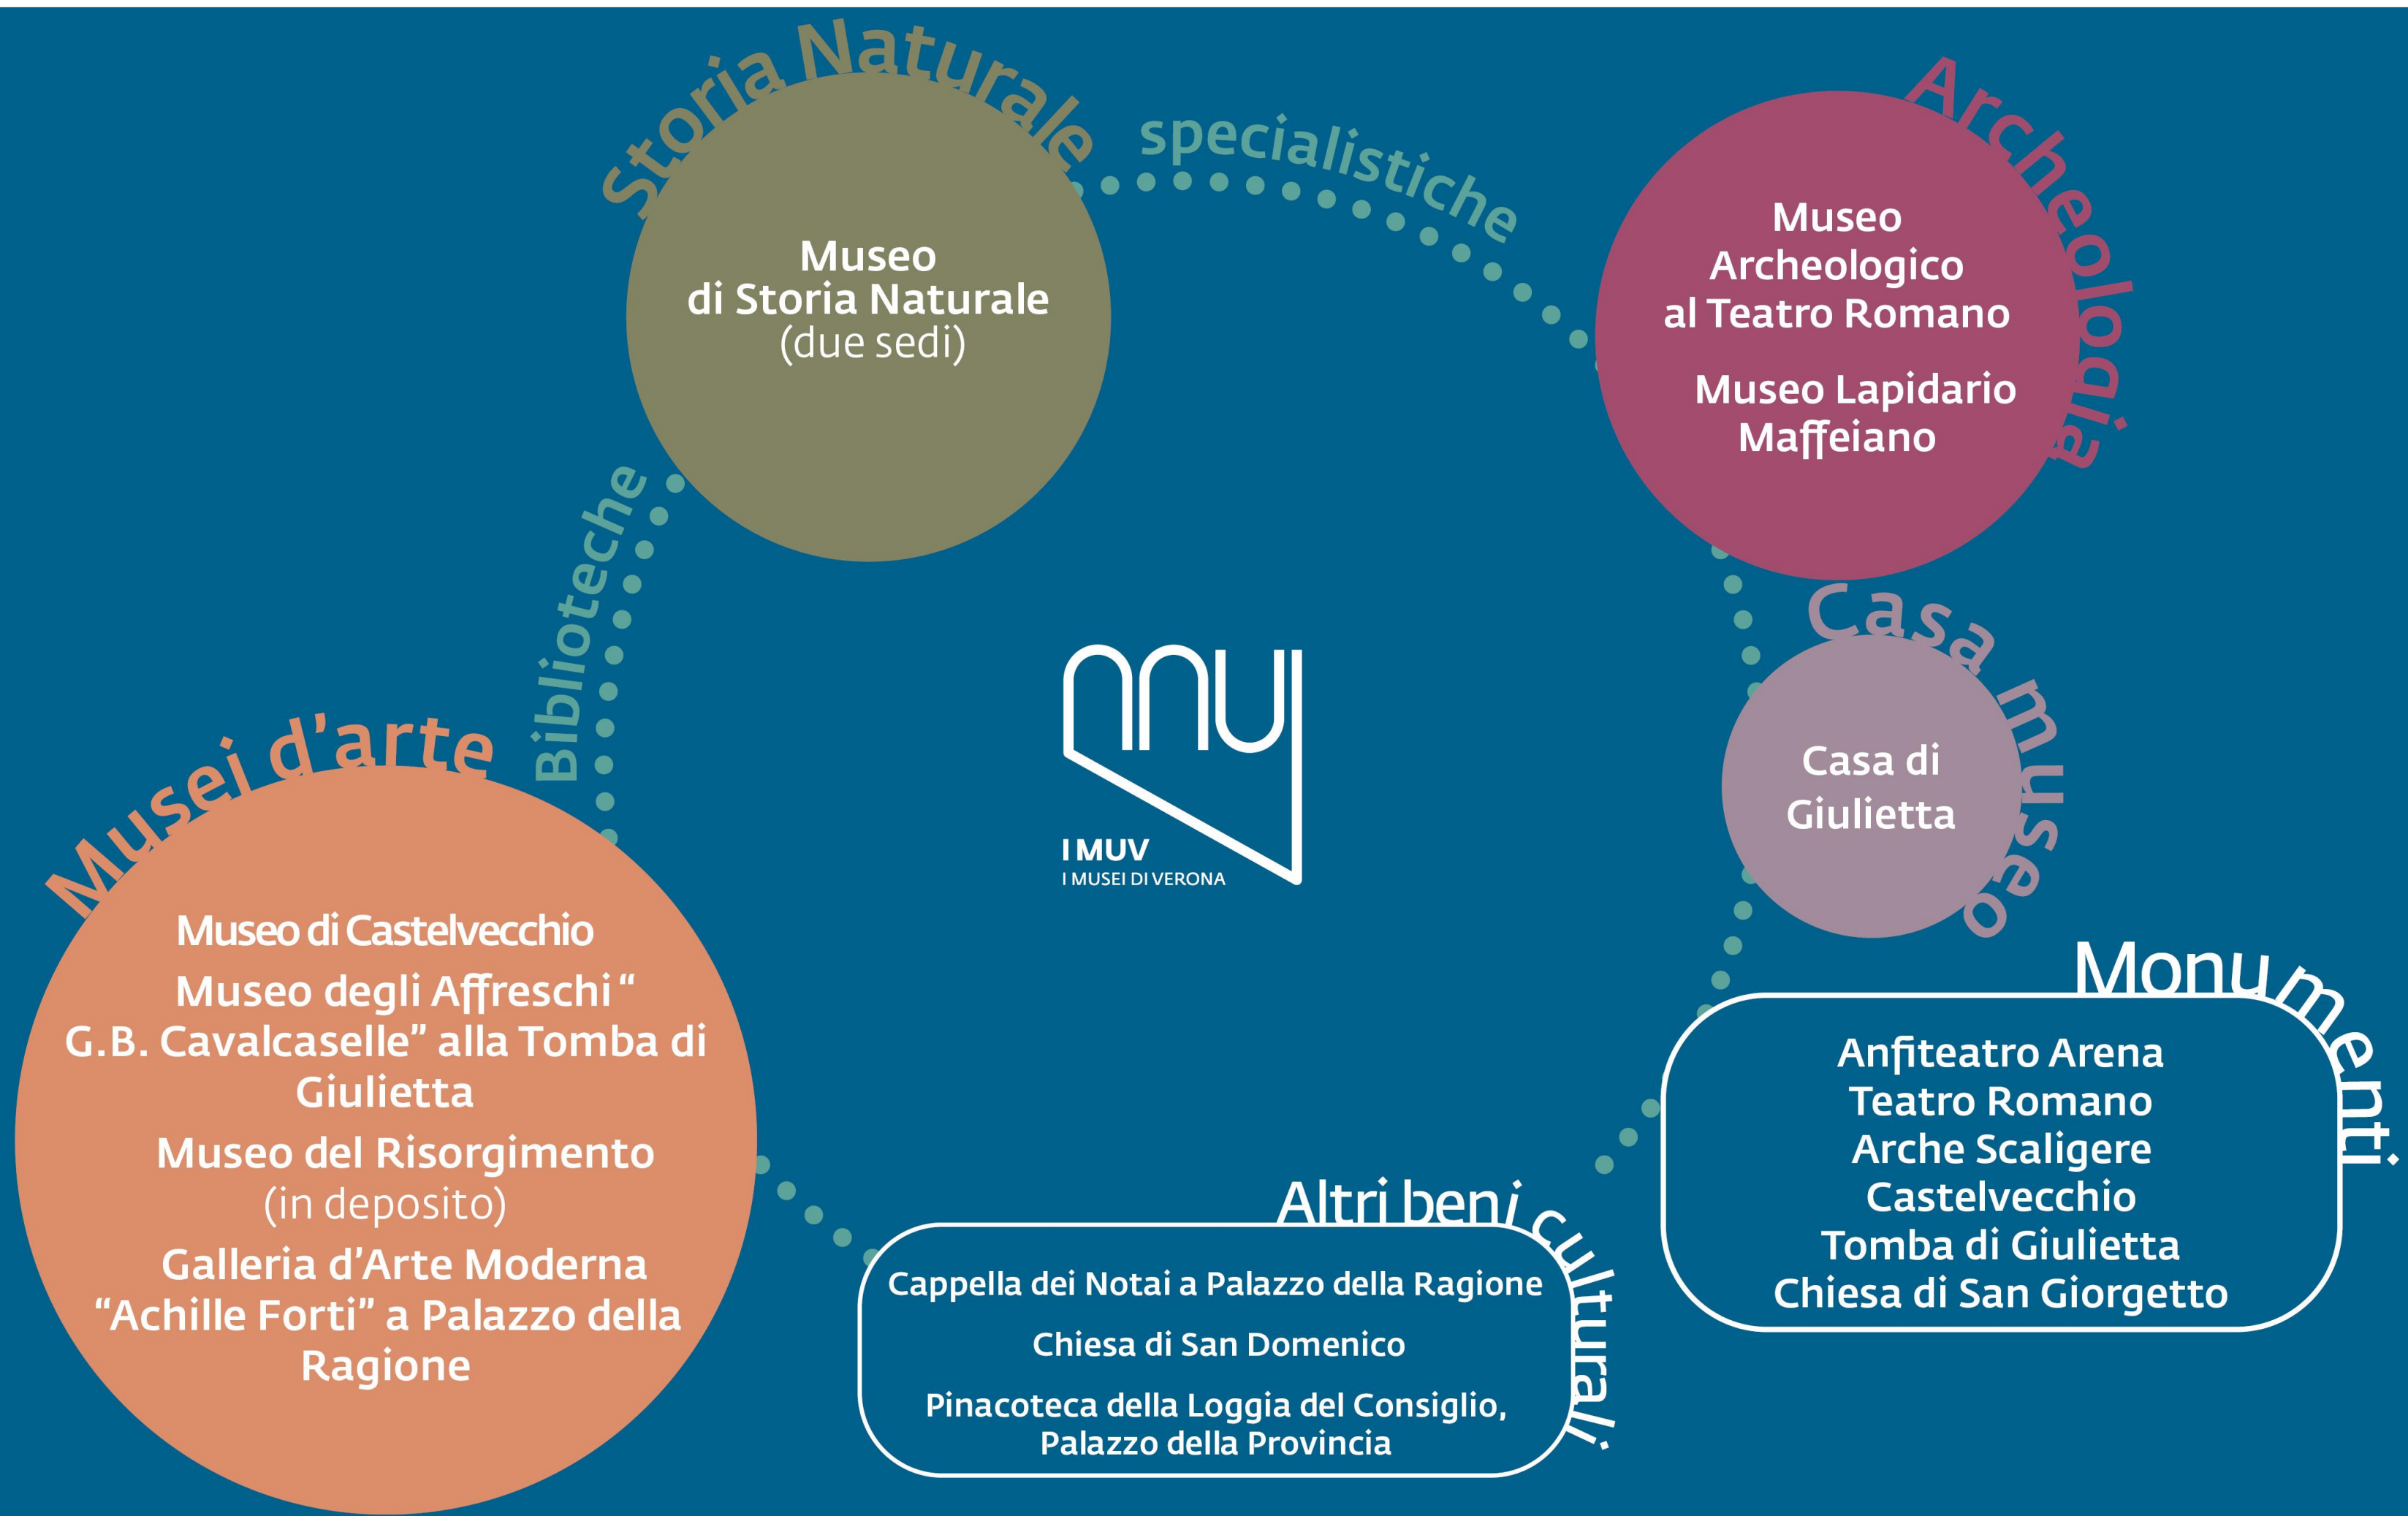 Storia Naturale
Museo
di Storia Naturale
(due sedi)
Biblioteche
specialistiche
Archeologia
Museo
Archeologico
al Teatro Romano
Museo Lapidario
Maffeiano
Casa museo
Casa di
Giulietta
I MUV
I MUSEI DI VERONA
Musei d'arte
Museo di Castelvecchio
Museo degli Affreschi “
G.B. Cavalcaselle” alla Tomba di
Giulietta
Museo del Risorgimento
(in deposito)
Galleria d'Arte Moderna
“Achille Forti” a Palazzo della
Ragione
Monumenti
Anfiteatro Arena
Teatro Romano
Arche Scaligere
Castelvecchio
Tomba di Giulietta
Chiesa di San Giorgetto
Altri beni culturali
Cappella dei Notai a Palazzo della Ragione
Chiesa di San Domenico
Pinacoteca della Loggia del Consiglio,
Palazzo della Provincia